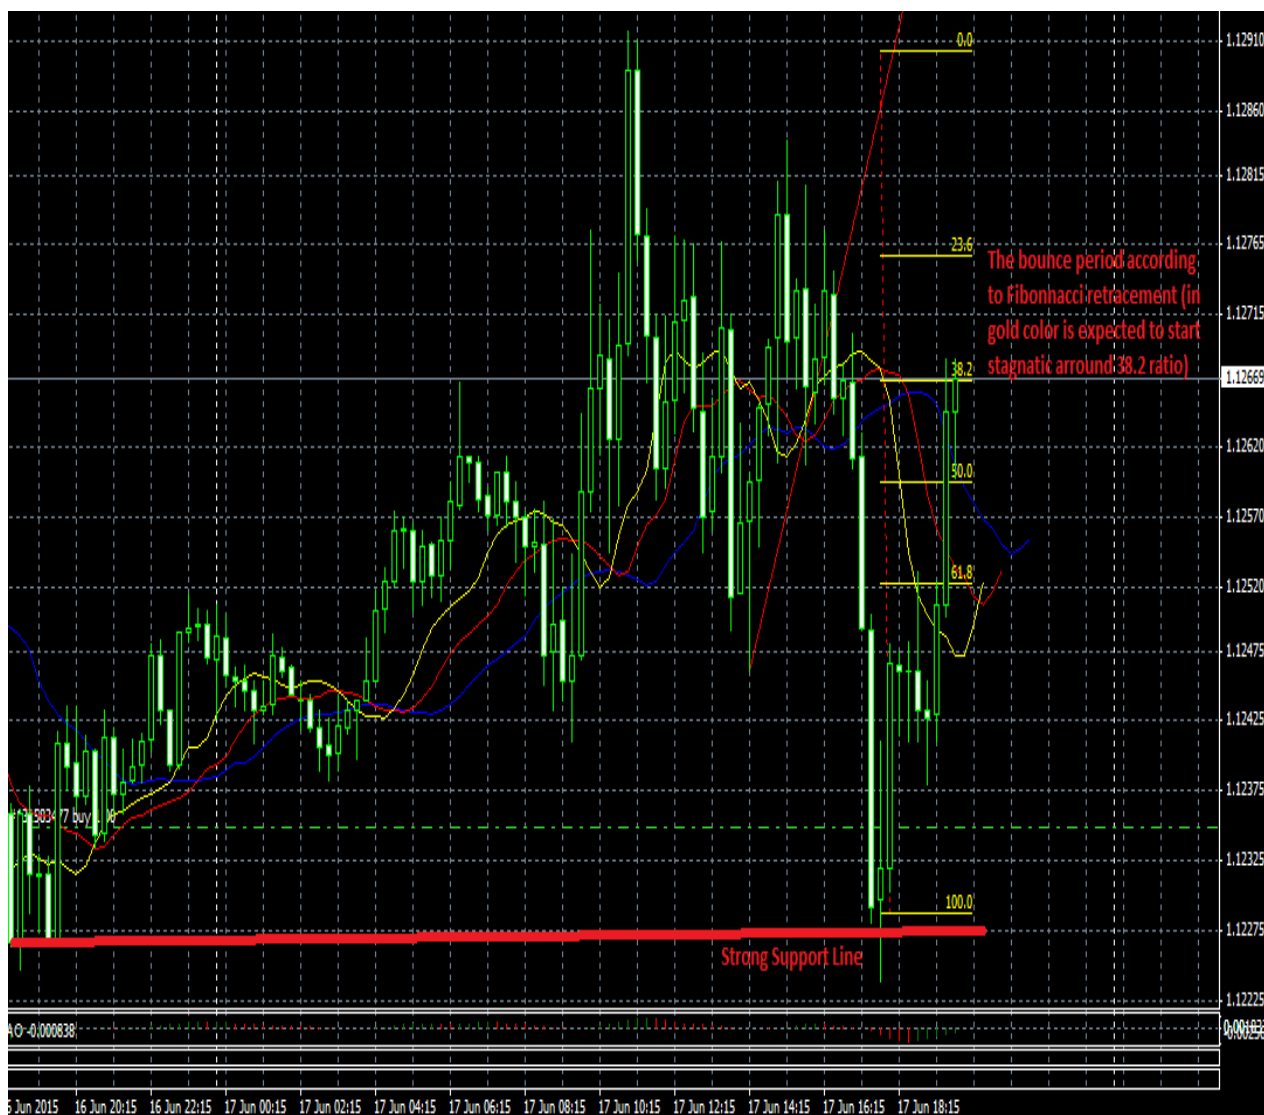 1.12910
0.0
1.12860
1.12815
23.6
1.12765
The bounce period according
to Fibonnacci retracement (in
gold color is expected to start
stagnatic arround 38.2 ratio)
1.12715
38.2
1.12669
1.12620
50.0
1.12570
61.8
1.12520
1.12475
1.12425
1.12375
buy
1.12325
100.0
1.12275
Strong Support Line
1.12225
AO -0.000838
5 Jun 2015 16 Jun 20:15 16 Jun 22:15 17 Jun 00:15 17 Jun 02:15 17 Jun 04:15 17 Jun 06:15 17 Jun 08:15 17 Jun 10:15 17 Jun 12:15 17 Jun 14:15 17 Jun 16:15 17 Jun 18:15